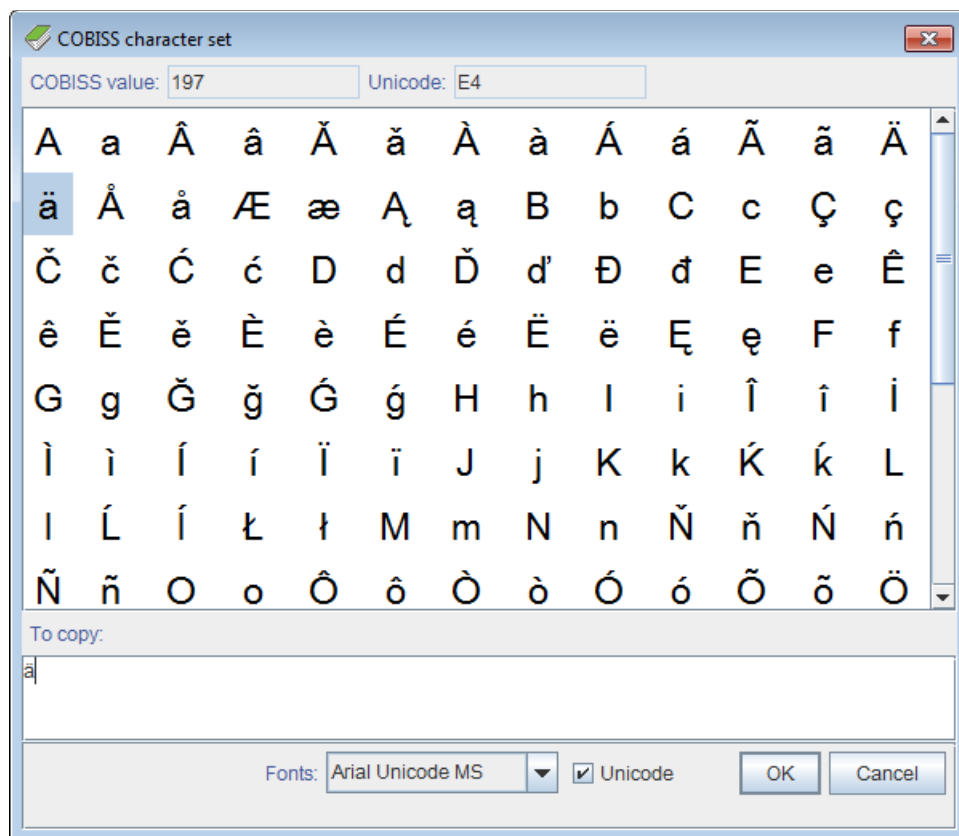 COBISS character set
COBISS value: 197 Unicode: E4
A a Â â Ă ă À à Á á Ã ã Ä
ä Å å Æ æ Ą ą B b C c Ç ç
Č č Ć ć D d Ď ď Đ đ E e Ê
ê Ě ě È è É é Ë ë Ę ę F f
G g Ğ ğ Ǵ ǵ H h I i Î î İ
Ì ì Í í Ï ï J j K k Ḱ ḱ L
l Ĺ ĺ Ł ł M m N n Ň ň Ń ń
Ñ ñ O o Ô ô Ò ò Ó ó Õ õ Ö
To copy:
ä
Fonts: Arial Unicode MS Unicode OK Cancel